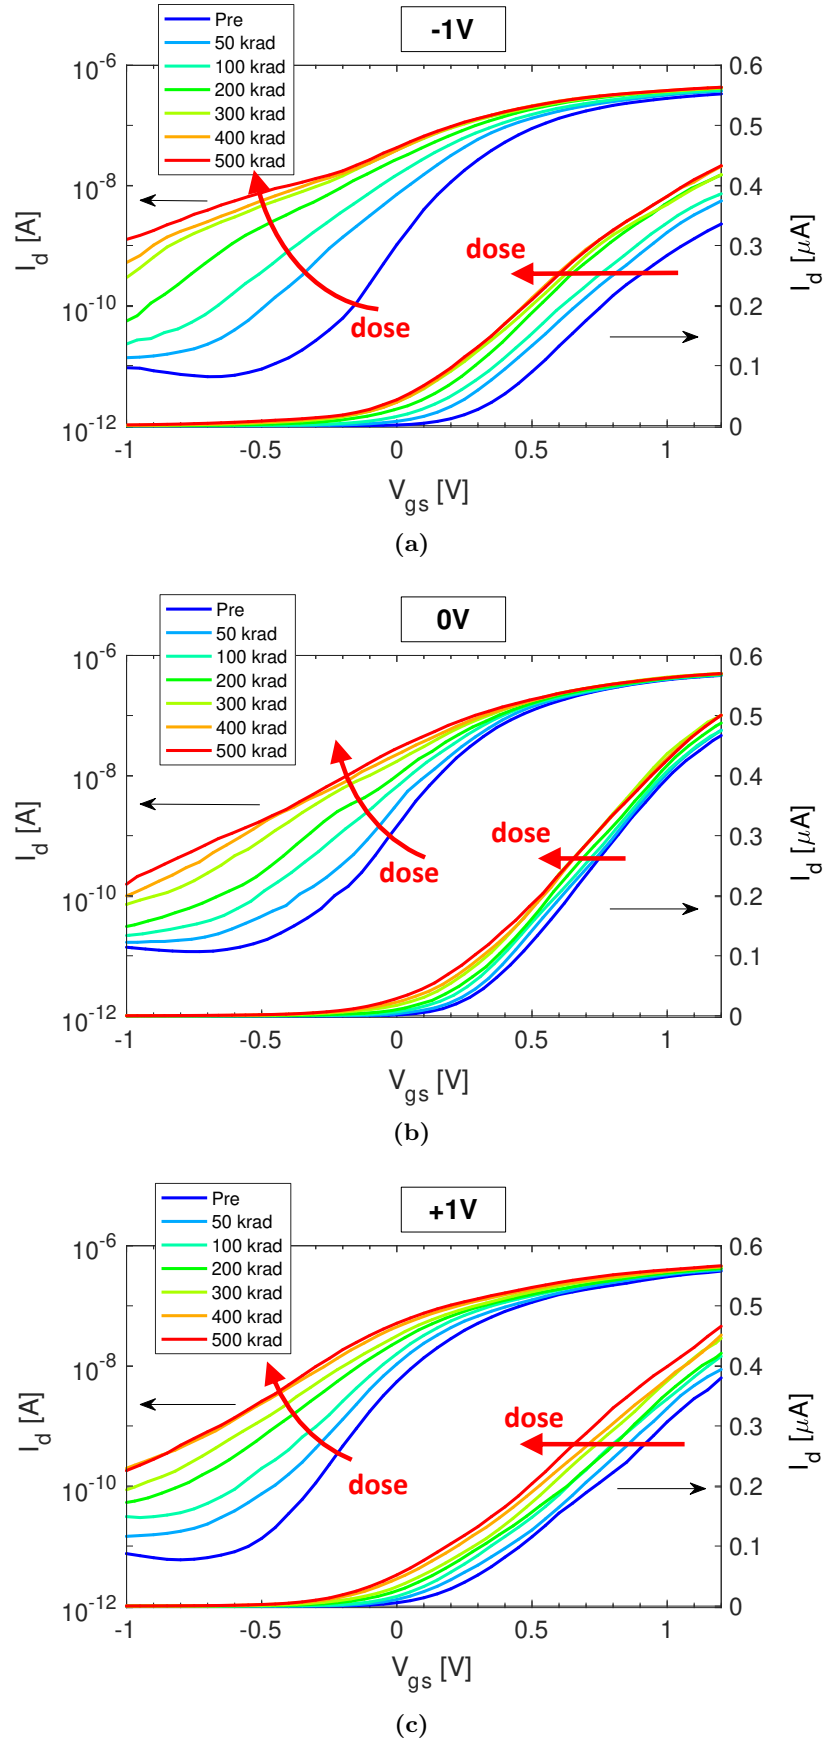 -1V
Pre
50 krad
100 krad
200 krad
300 krad
400 krad
500 krad
10^-6
10^-8
10^-10
10^-12
I_d [A]
0.6
0.5
0.4
0.3
0.2
0.1
0
I_d [μA]
dose
dose
-1 -0.5 0 0.5 1
V_gs [V]
(a)
0V
Pre
50 krad
100 krad
200 krad
300 krad
400 krad
500 krad
10^-6
10^-8
10^-10
10^-12
I_d [A]
0.6
0.5
0.4
0.3
0.2
0.1
0
I_d [μA]
dose
dose
-1 -0.5 0 0.5 1
V_gs [V]
(b)
+1V
Pre
50 krad
100 krad
200 krad
300 krad
400 krad
500 krad
10^-6
10^-8
10^-10
10^-12
I_d [A]
0.6
0.5
0.4
0.3
0.2
0.1
0
I_d [μA]
dose
dose
-1 -0.5 0 0.5 1
V_gs [V]
(c)